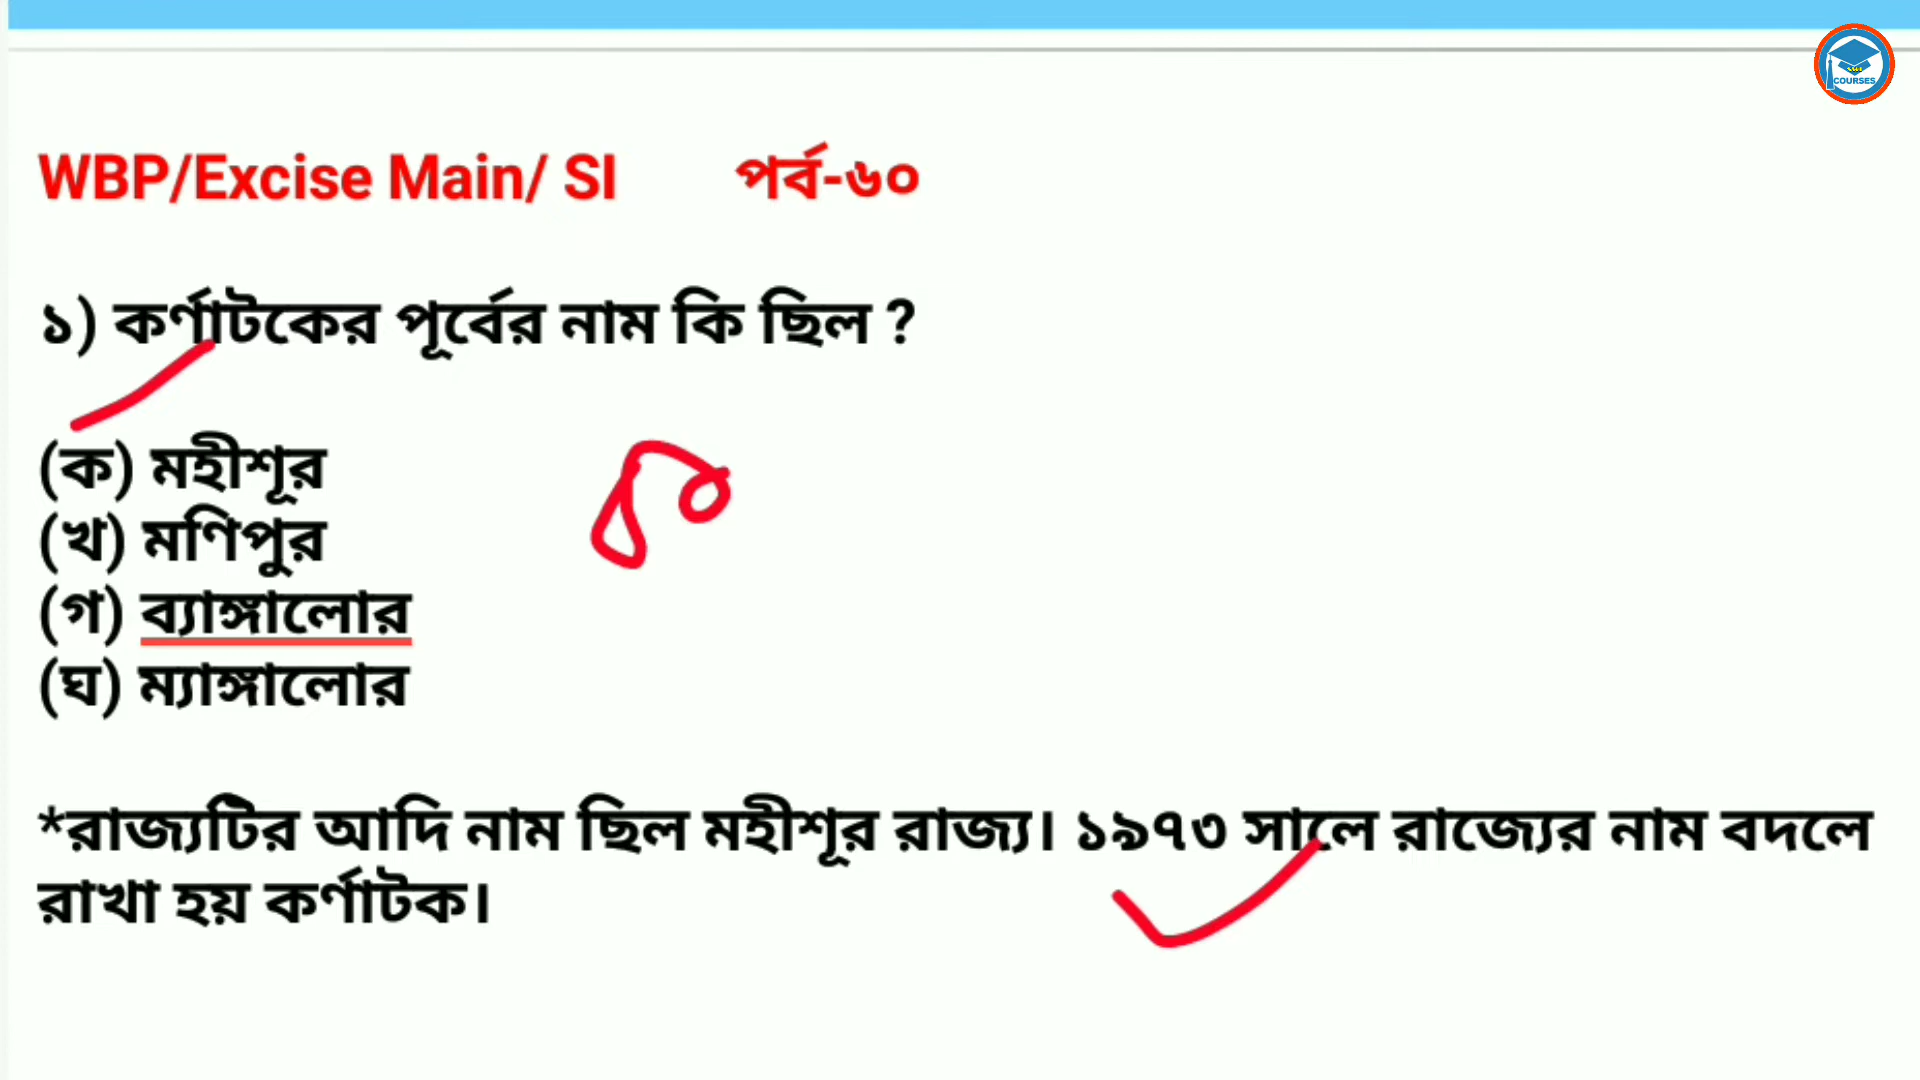 COURSES
WBP/Excise Main/ SI পর্ব-৬০
১) কর্ণাটকের পূর্বের নাম কি ছিল ?
(ক) মহীশূর
(খ) মণিপুর
(গ) ব্যাঙ্গালোর
(ঘ) ম্যাঙ্গালোর
*রাজ্যটির আদি নাম ছিল মহীশূর রাজ্য। ১৯৭৩ সালে রাজ্যের নাম বদলে
রাখা হয় কর্ণাটক।